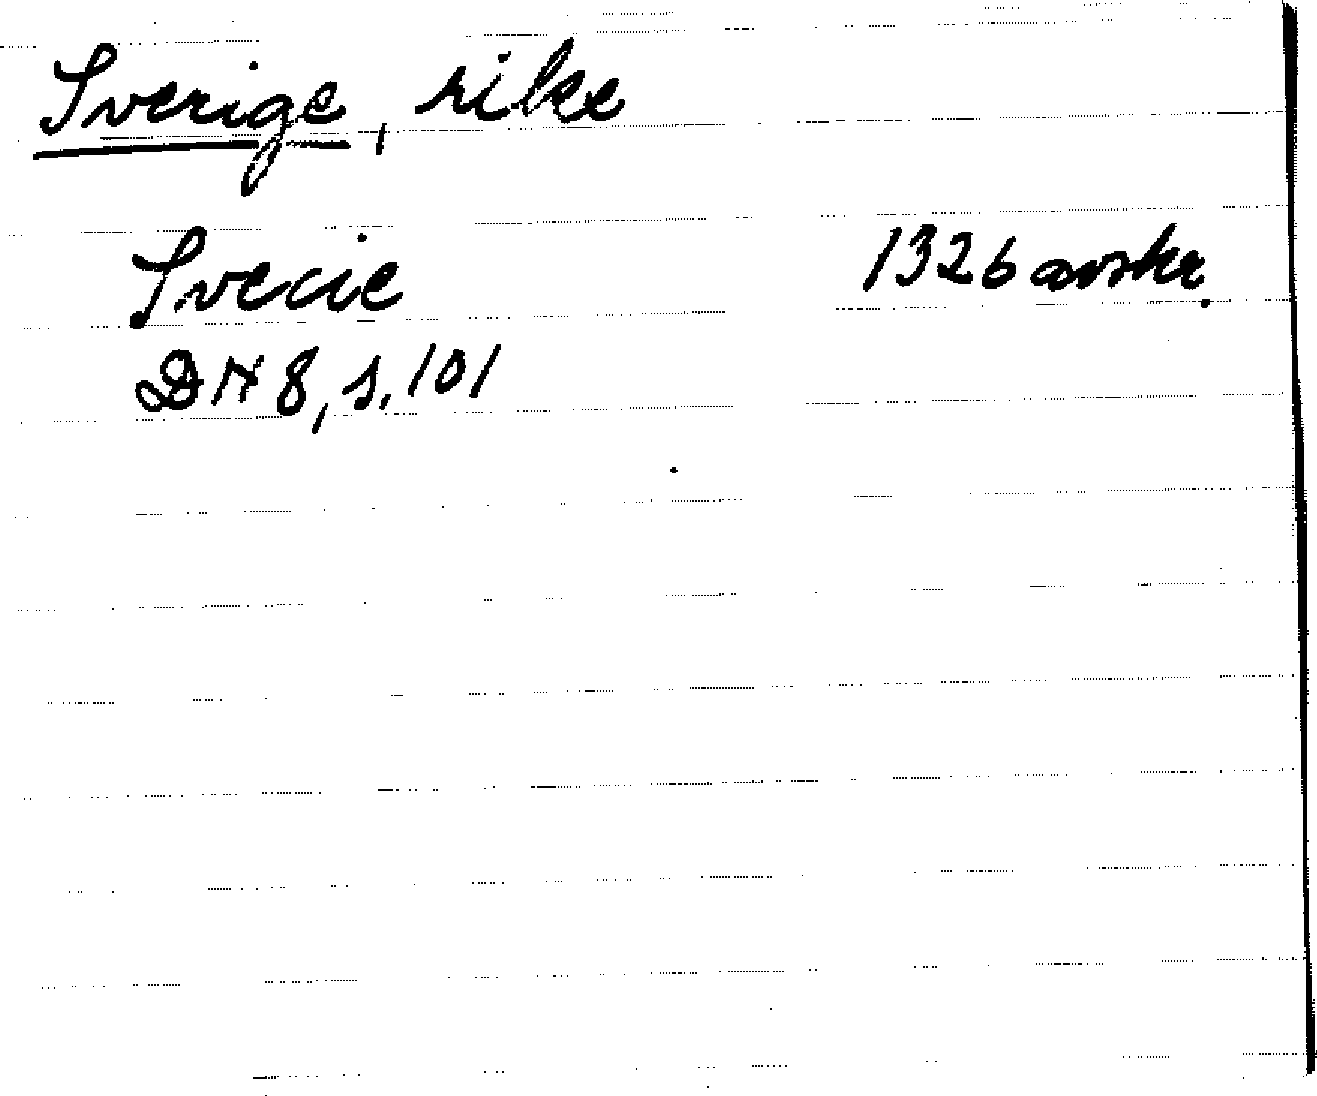 Sverige, rike
Svecie 1326 avskr.
DN 8, s. 101